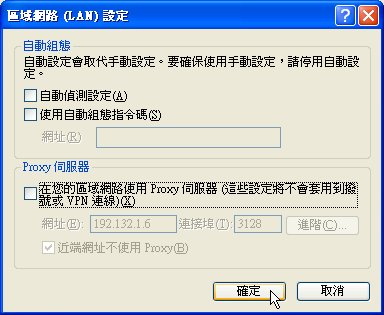 區域網路 (LAN) 設定
自動組態
自動設定會取代手動設定。要確保使用手動設定，請停用自動設
定。
自動偵測設定(A)
使用自動組態指令碼(S)
網址(R)
Proxy 伺服器
在您的區域網路使用 Proxy 伺服器 (這些設定將不會套用到撥
號或 VPN 連線)(X)
網址(E): 192.132.1.6 連接埠(T): 3128 進階(C)...
近端網址不使用 Proxy(B)
確定 取消